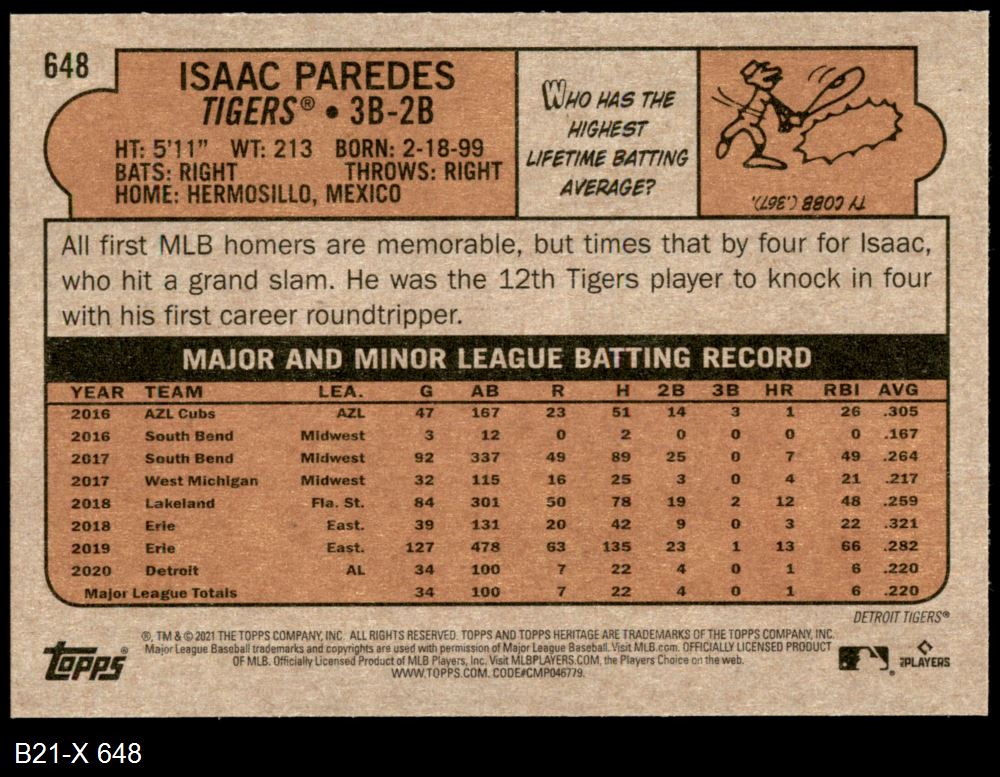 648
ISAAC PAREDES
TIGERS® • 3B-2B
HT: 5'11" WT: 213 BORN: 2-18-99
BATS: RIGHT THROWS: RIGHT
HOME: HERMOSILLO, MEXICO
WHO HAS THE
HIGHEST
LIFETIME BATTING
AVERAGE?
TY COBB (.367).
All first MLB homers are memorable, but times that by four for Isaac,
who hit a grand slam. He was the 12th Tigers player to knock in four
with his first career roundtripper.
MAJOR AND MINOR LEAGUE BATTING RECORD
YEAR TEAM LEA. G AB R H 2B 3B HR RBI AVG
2016 AZL Cubs AZL 47 167 23 51 14 3 1 26 .305
2016 South Bend Midwest 3 12 0 2 0 0 0 0 .167
2017 South Bend Midwest 92 337 49 89 25 0 7 49 .264
2017 West Michigan Midwest 32 115 16 25 3 0 4 21 .217
2018 Lakeland Fla. St. 84 301 50 78 19 2 12 48 .259
2018 Erie East. 39 131 20 42 9 0 3 22 .321
2019 Erie East. 127 478 63 135 23 1 13 66 .282
2020 Detroit AL 34 100 7 22 4 0 1 6 .220
Major League Totals 34 100 7 22 4 0 1 6 .220
DETROIT TIGERS®
®, TM & © 2021 THE TOPPS COMPANY, INC. ALL RIGHTS RESERVED. TOPPS AND TOPPS HERITAGE ARE TRADEMARKS OF THE TOPPS COMPANY, INC.
Major League Baseball trademarks and copyrights are used with permission of Major League Baseball. Visit MLB.com. OFFICIALLY LICENSED PRODUCT
OF MLB. Officially Licensed Product of MLB Players, Inc. Visit MLBPLAYERS.COM, the Players Choice on the web.
WWW.TOPPS.COM. CODE#CMP046779.
topps®
PLAYERS
B21-X 648